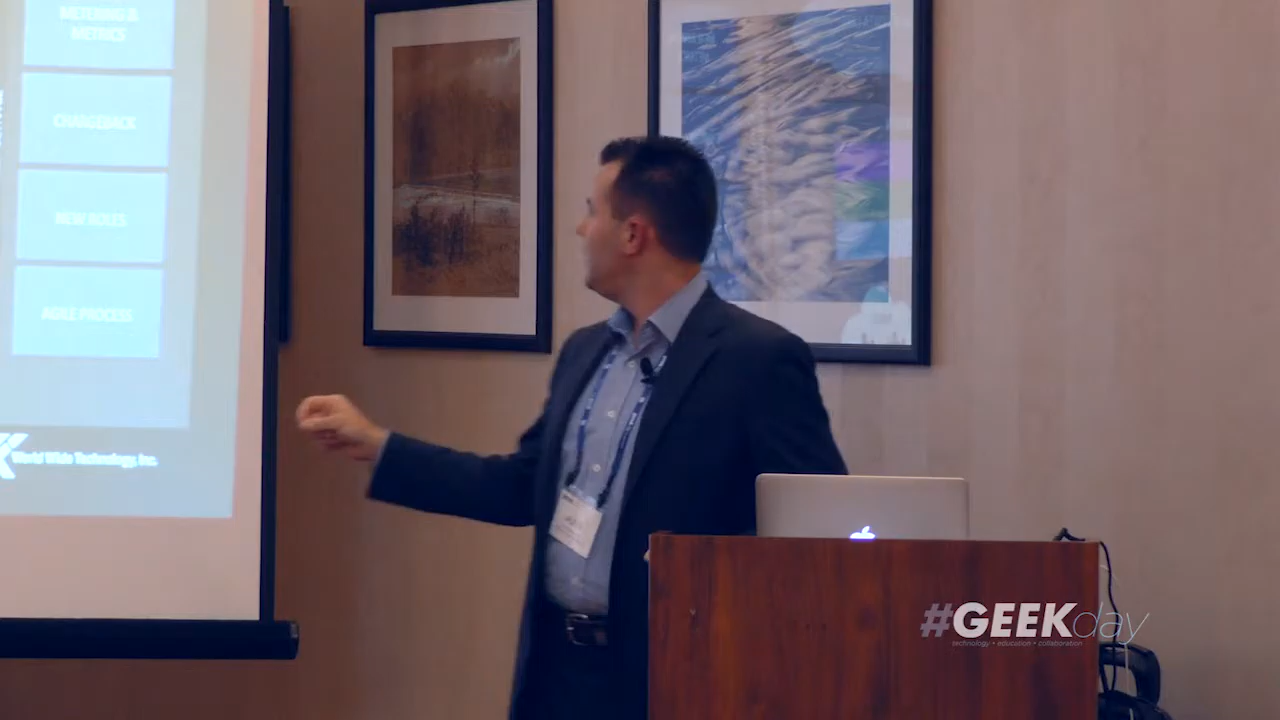 METERING &
METRICS
CHARGEBACK
NEW ROLES
AGILE PROCESS
World Wide Technology, Inc.
#GEEKday
technology • education • collaboration